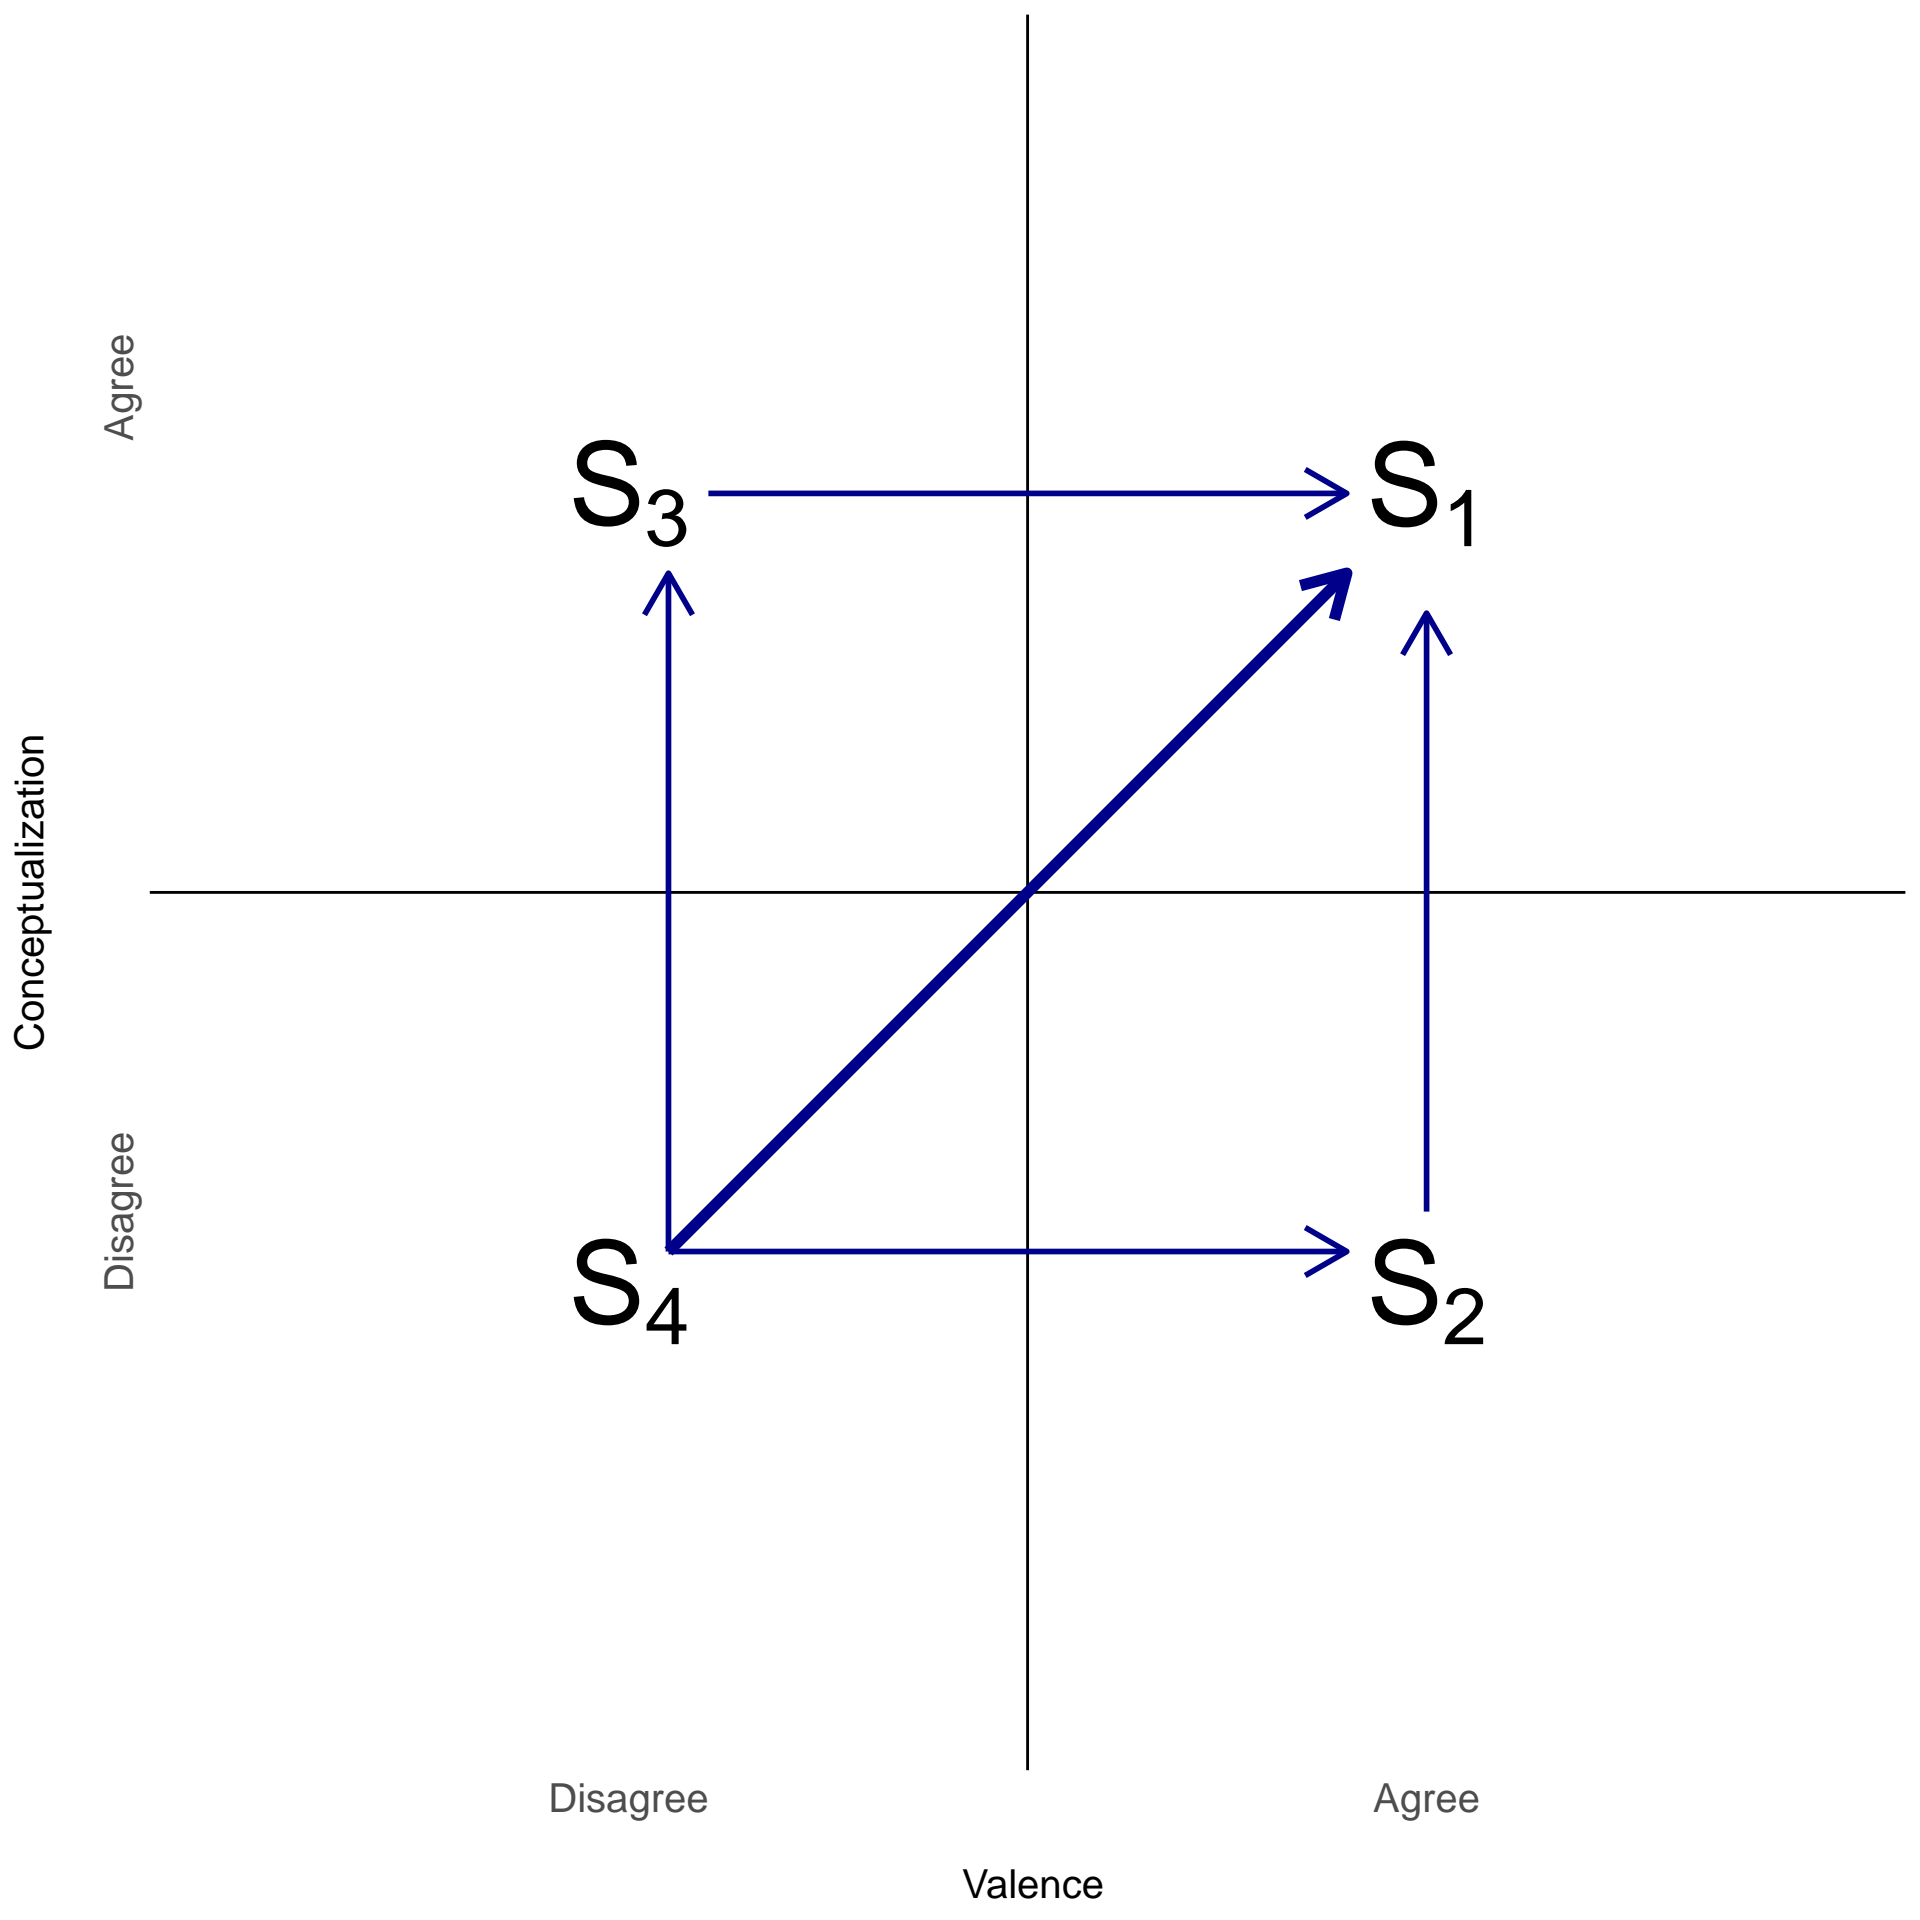 Agree
S₃
S₁
Conceptualization
Disagree
S₄
S₂
Disagree
Agree
Valence